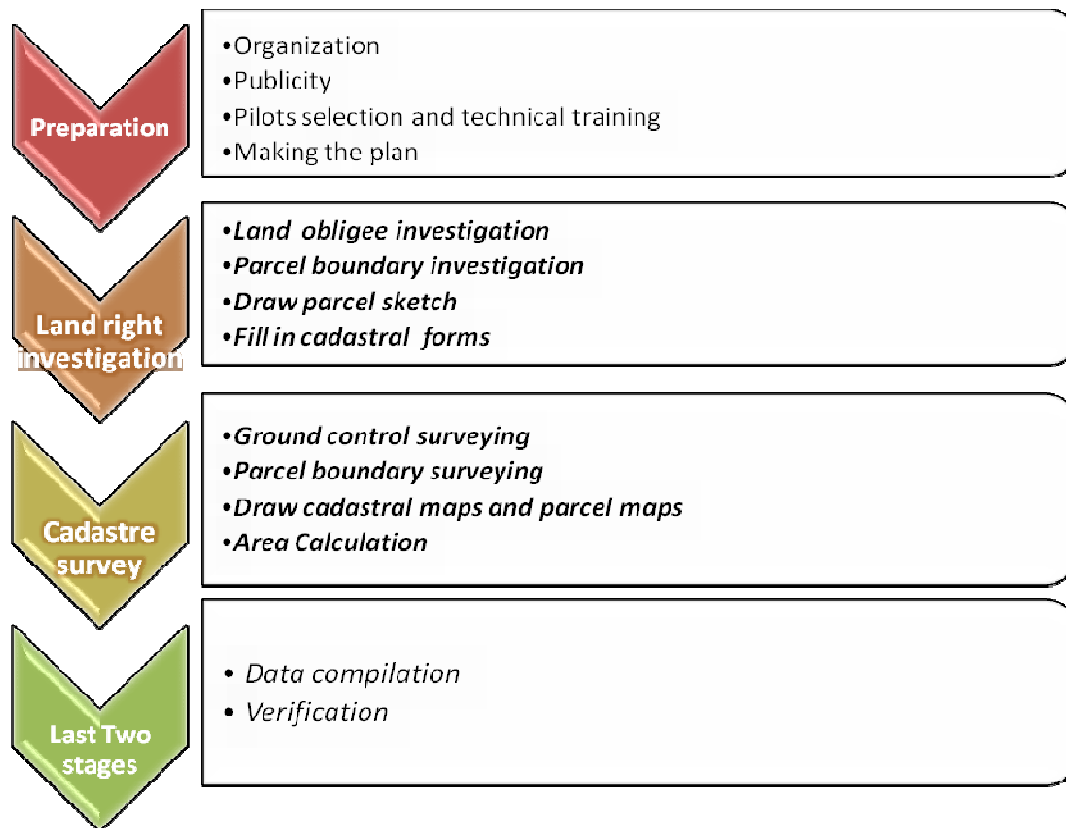 Preparation
•Organization
•Publicity
•Pilots selection and technical training
•Making the plan
Land right
investigation
•Land obligee investigation
•Parcel boundary investigation
•Draw parcel sketch
•Fill in cadastral forms
Cadastre
survey
•Ground control surveying
•Parcel boundary surveying
•Draw cadastral maps and parcel maps
•Area Calculation
Last Two
stages
• Data compilation
• Verification